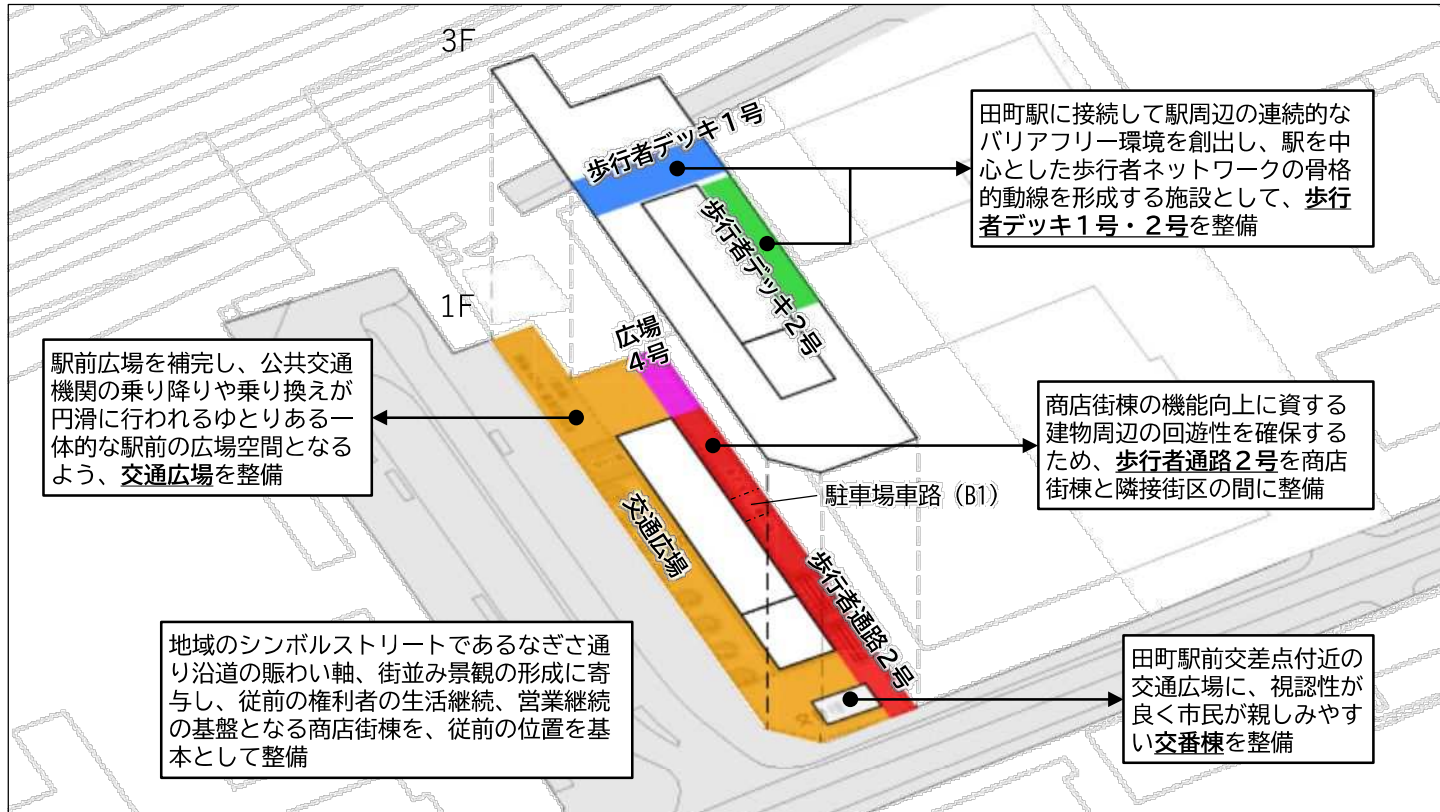 3F
歩行者デッキ1号
田町駅に接続して駅周辺の連続的な
バリアフリー環境を創出し、駅を中
心とした歩行者ネットワークの骨格
的動線を形成する施設として、歩行
者デッキ１号・２号を整備
歩行者デッキ2号
1F
広場
4号
駅前広場を補完し、公共交通
機関の乗り降りや乗り換えが
円滑に行われるゆとりある一
体的な駅前の広場空間となる
よう、交通広場を整備
商店街棟の機能向上に資する
建物周辺の回遊性を確保する
ため、歩行者通路２号を商店
街棟と隣接街区の間に整備
駐車場車路（B1）
交通広場
歩行者通路2号
地域のシンボルストリートであるなぎさ通
り沿道の賑わい軸、街並み景観の形成に寄
与し、従前の権利者の生活継続、営業継続
の基盤となる商店街棟を、従前の位置を基
本として整備
田町駅前交差点付近の
交通広場に、視認性が
良く市民が親しみやす
い交番棟を整備